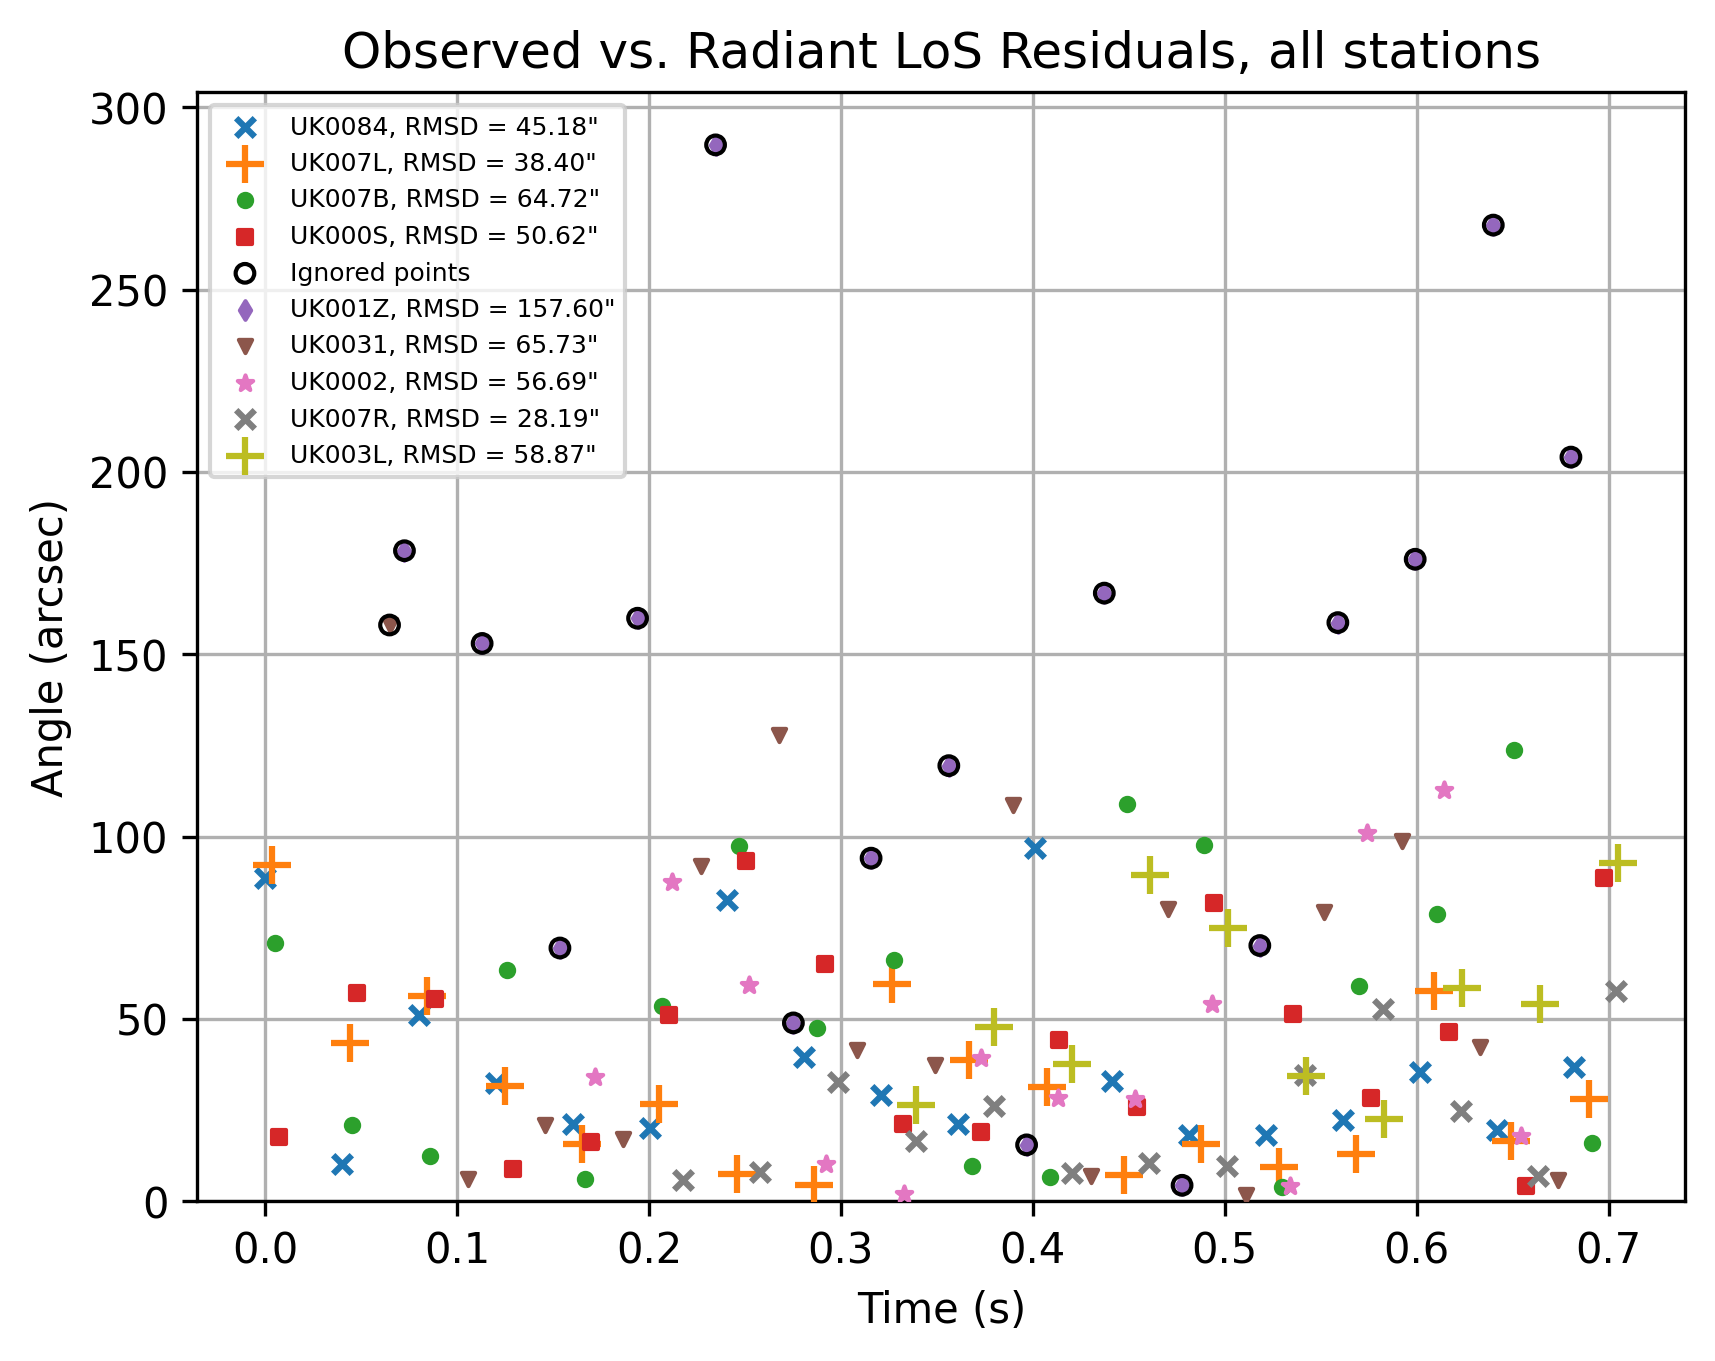 Observed vs. Radiant LoS Residuals, all stations
300
250
200
150
100
50
0
Angle (arcsec)
UK0084, RMSD = 45.18"
UK007L, RMSD = 38.40"
UK007B, RMSD = 64.72"
UK000S, RMSD = 50.62"
Ignored points
UK001Z, RMSD = 157.60"
UK0031, RMSD = 65.73"
UK0002, RMSD = 56.69"
UK007R, RMSD = 28.19"
UK003L, RMSD = 58.87"
0.0 0.1 0.2 0.3 0.4 0.5 0.6 0.7
Time (s)